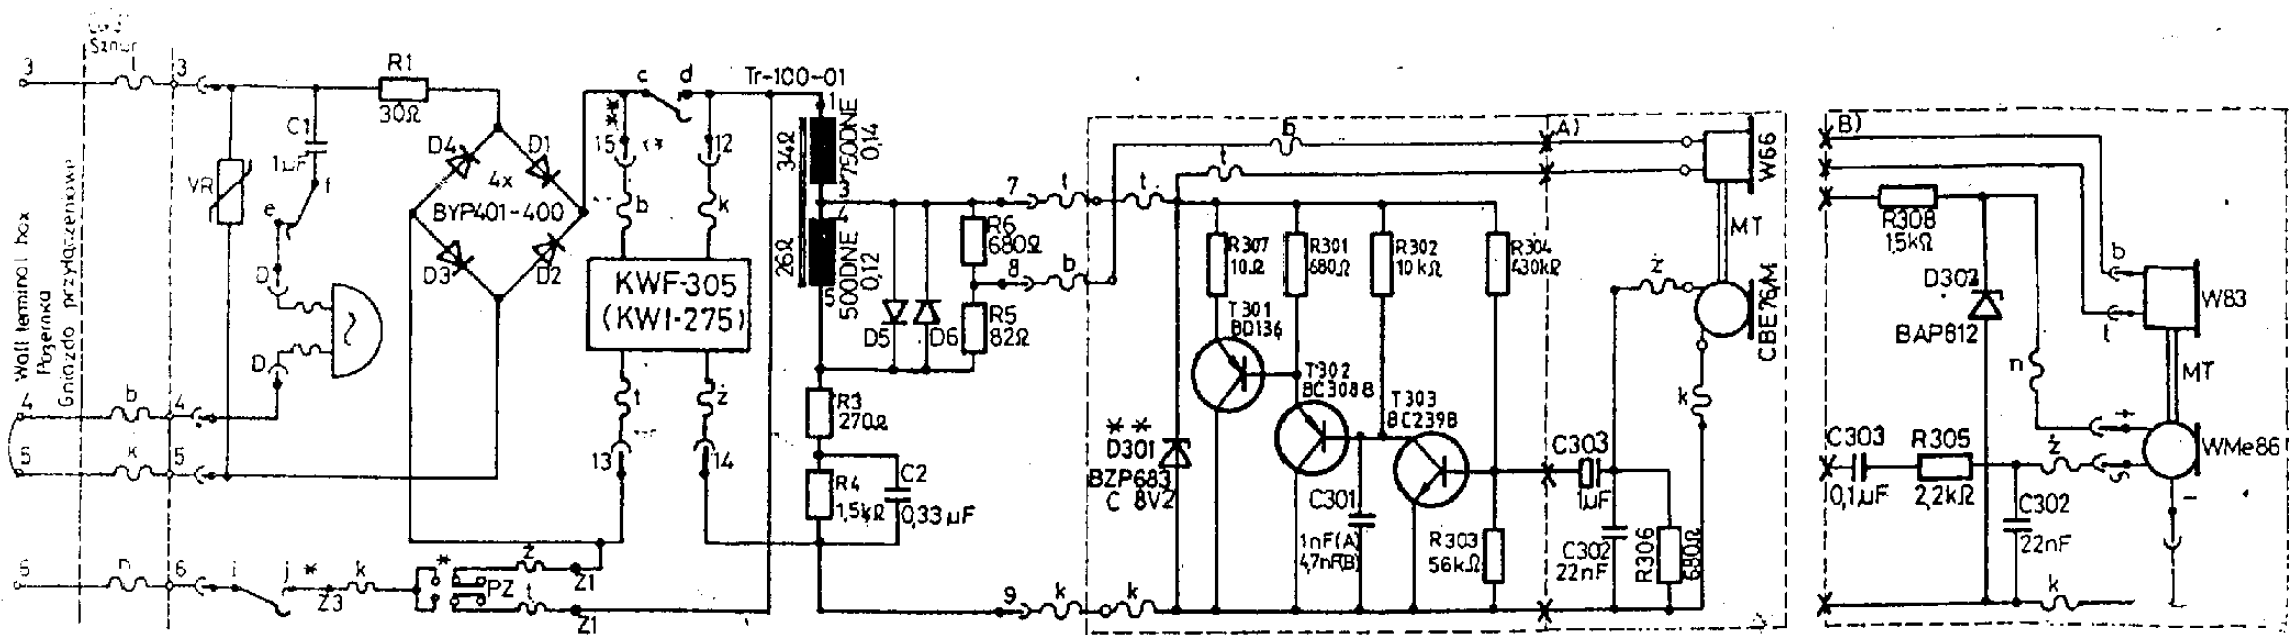 Sznur
3
3
R1
30Ω
C1
1µF
VR
f
e
D
D
D4
D1
4x
BYP401-400
D3
D2
c
d
**
15
12
b
k
KWF-305
(KWI-275)
t
ż
13
14
Tr-100-01
1
34Ω
750DNE
0,14
3
4
26Ω
500DNE
0,12
5
D5
D6
R6
680Ω
R5
82Ω
R3
270Ω
R4
1,5kΩ
C2
0,33µF
7
8
9
t
t
b
b
t
k
k
Wall terminal box
Gniazdo przyłączeniowe
4
b
4
5
k
5
6
n
6
i
j
*
Z3
k
*
PZ
ż
Z1
t
Z1
R307
10Ω
R301
680Ω
R302
10kΩ
R304
430kΩ
T301
BD136
T302
BC308B
T303
BC239B
**
D301
BZP683
C 8V2
C301
1nF(A)
4,7nF(B)
R303
56kΩ
A)
W66
MT
CBE76M
ż
k
C303
1µF
C302
22nF
R306
680Ω
B)
R308
1,5kΩ
D302
BAP812
b
t
W83
MT
n
+
WMe86
ż
S
-
C303
0,1µF
R305
2,2kΩ
C302
22nF
k